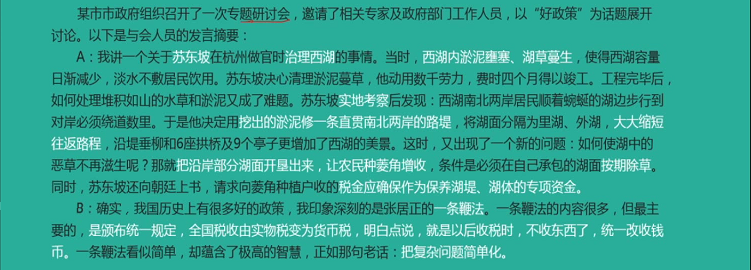 某市市政府组织召开了一次专题研讨会，邀请了相关专家及政府部门工作人员，以“好政策”为话题展开
讨论。以下是与会人员的发言摘要：
A：我讲一个关于苏东坡在杭州做官时治理西湖的事情。当时，西湖内淤泥壅塞、湖草蔓生，使得西湖容量
日渐减少，淡水不敷居民饮用。苏东坡决心清理淤泥蔓草，他动用数千劳力，费时四个月得以竣工。工程完毕后，
如何处理堆积如山的水草和淤泥又成了难题。苏东坡实地考察后发现：西湖南北两岸居民顺着蜿蜒的湖边步行到
对岸必须绕道数里。于是他决定用挖出的淤泥修一条直贯南北两岸的路堤，将湖面分隔为里湖、外湖，大大缩短
往返路程，沿堤垂柳和6座拱桥及9个亭子更增加了西湖的美景。这时，又出现了一个新的问题：如何使湖中的
恶草不再滋生呢？那就把沿岸部分湖面开垦出来，让农民种菱角增收，条件是必须在自己承包的湖面按期除草。
同时，苏东坡还向朝廷上书，请求向菱角种植户收的税金应确保作为保养湖堤、湖体的专项资金。
B：确实，我国历史上有很多好的政策，我印象深刻的是张居正的一条鞭法。一条鞭法的内容很多，但最主
要的，是颁布统一规定，全国税收由实物税变为货币税，明白点说，就是以后收税时，不收东西了，统一改收钱
币。一条鞭法看似简单，却蕴含了极高的智慧，正如那句老话：把复杂问题简单化。